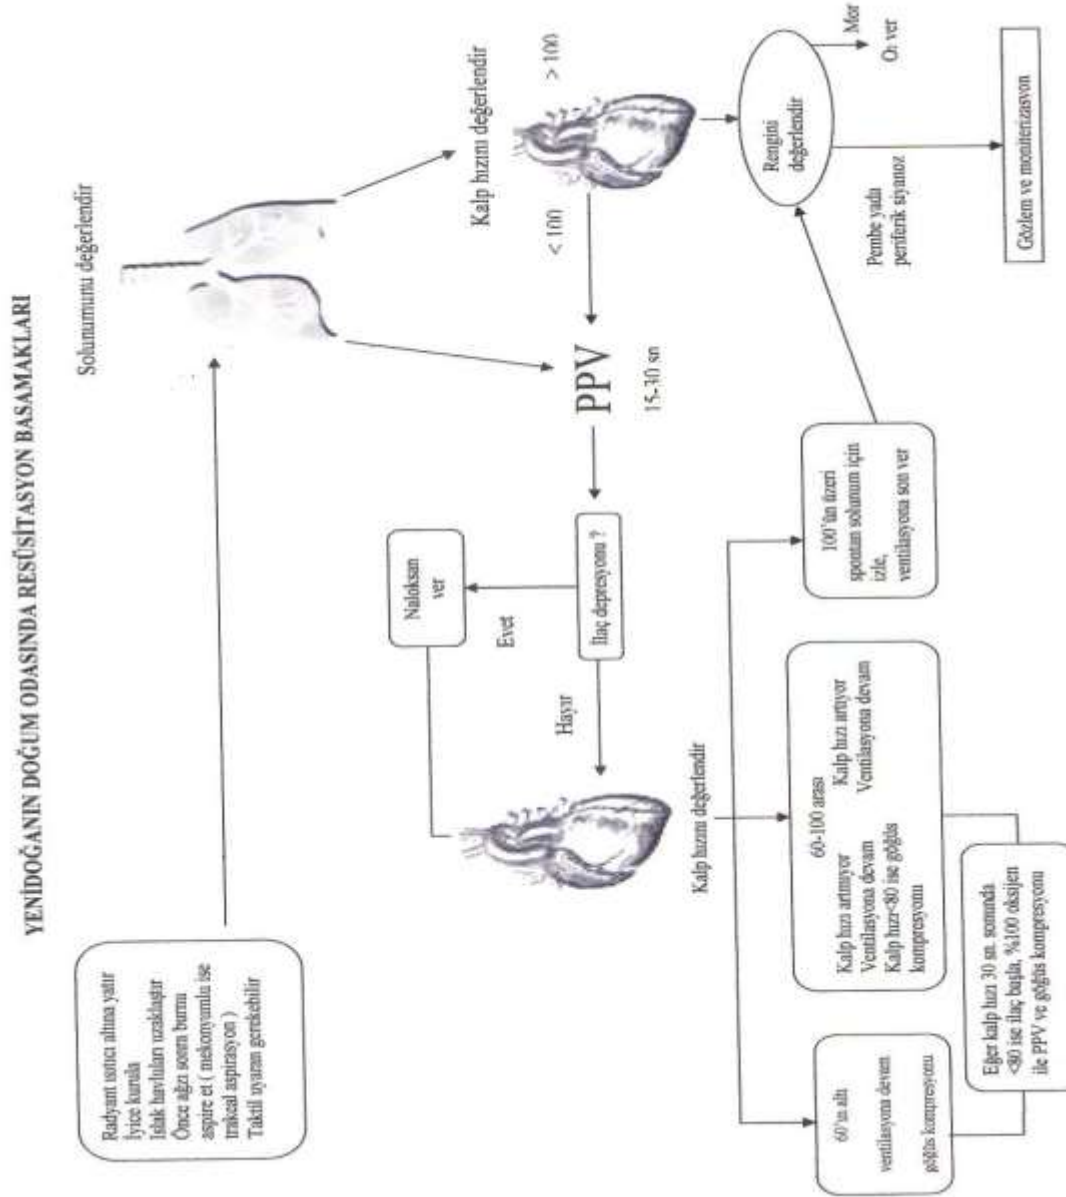 YENİDOĞANIN DOĞUM ODASINDA RESÜSİTASYON BASAMAKLARI
Radyant ısıtıcı altına yatır
İyice kurula
Islak havluları uzaklaştır
Önce ağzı sonra burnu
aspire et ( mekonyumlu ise
trakeal aspirasyon )
Taktil uyaran gerekebilir
Solunumunu değerlendir
Kalp hızını değerlendir
< 100
> 100
PPV
15-30 sn
İlaç depresyonu ?
Evet
Naloksan
ver
Hayır
Kalp hızını değerlendir
60'ın altı
ventilasyona devam
göğüs kompresyonu
60-100 arası
Kalp hızı artmıyor
Ventilasyona devam
Kalp hızı<80 ise göğüs
kompresyonu
Kalp hızı artıyor
Ventilasyona devam
100'ün üzeri
spontan solunum için
izle,
ventilasyona son ver
Eğer kalp hızı 30 sn. sonunda
<80 ise ilaç başla, %100 oksijen
ile PPV ve göğüs kompresyonu
Rengini
değerlendir
Pembe yada
periferik siyanoz
Mor
O₂ ver
Gözlem ve moniterizasyon